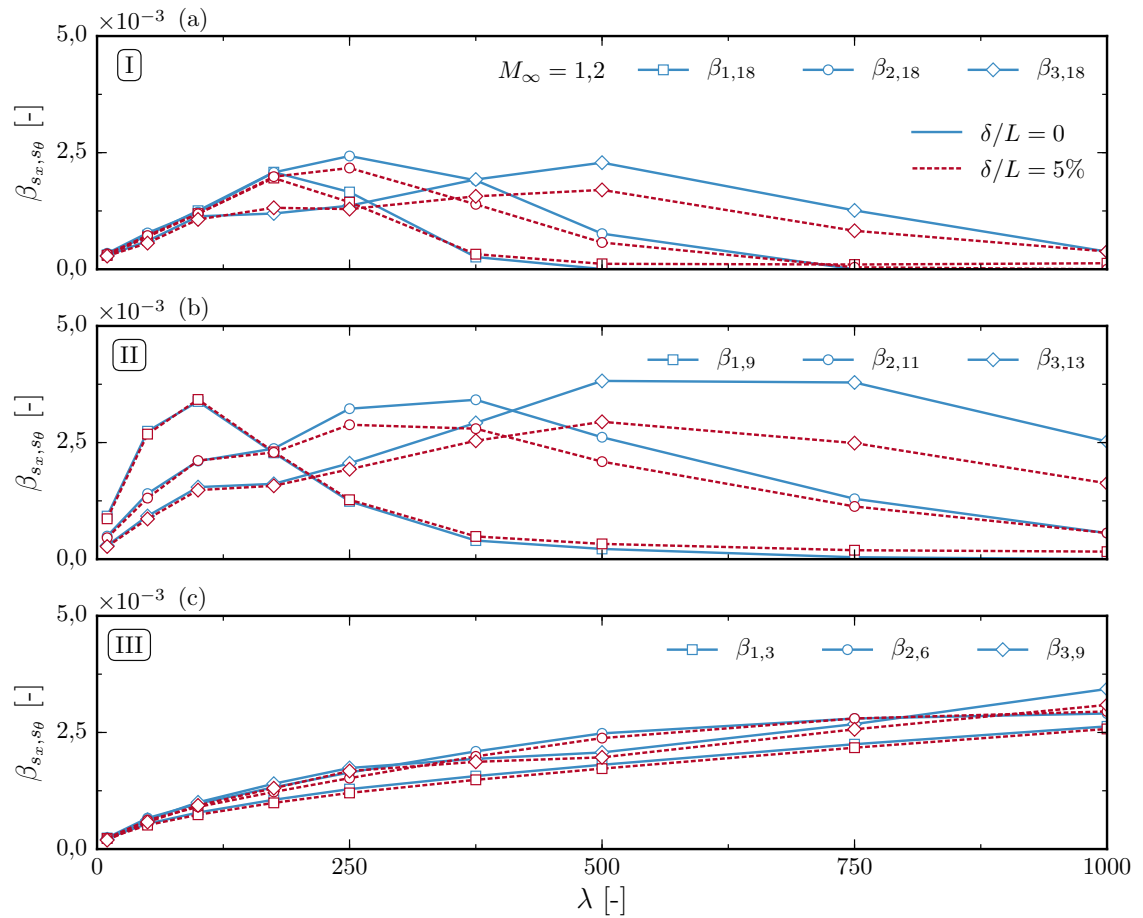 ×10⁻³ (a)
5,0
I
M∞ = 1,2 β1,18 β2,18 β3,18
δ/L = 0
2,5
δ/L = 5%
0,0
βsx,sθ [-]
×10⁻³ (b)
5,0
II
β1,9 β2,11 β3,13
2,5
0,0
βsx,sθ [-]
×10⁻³ (c)
5,0
III
β1,3 β2,6 β3,9
2,5
0,0
βsx,sθ [-]
0 250 500 750 1000
λ [-]